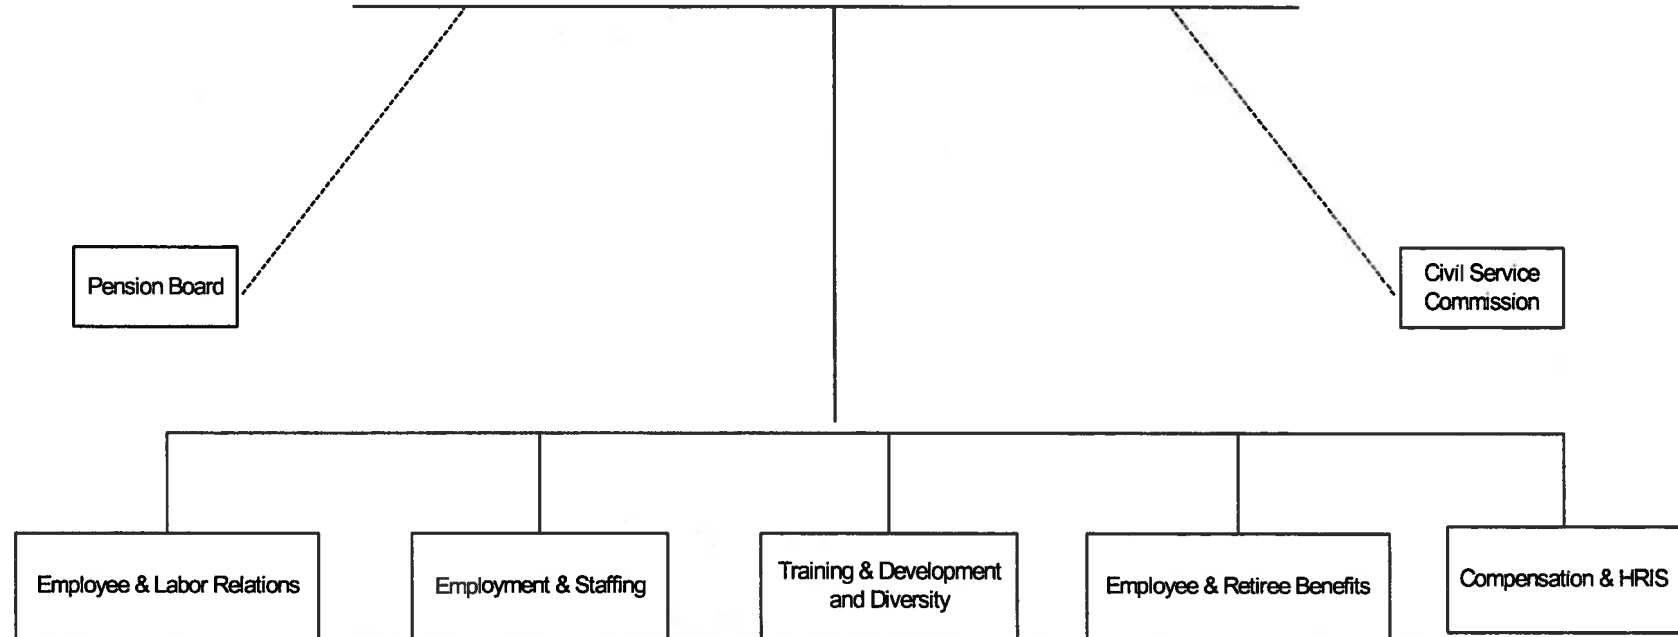 Pension Board
Civil Service
Commission
Employee & Labor Relations
Employment & Staffing
Training & Development
and Diversity
Employee & Retiree Benefits
Compensation & HRIS